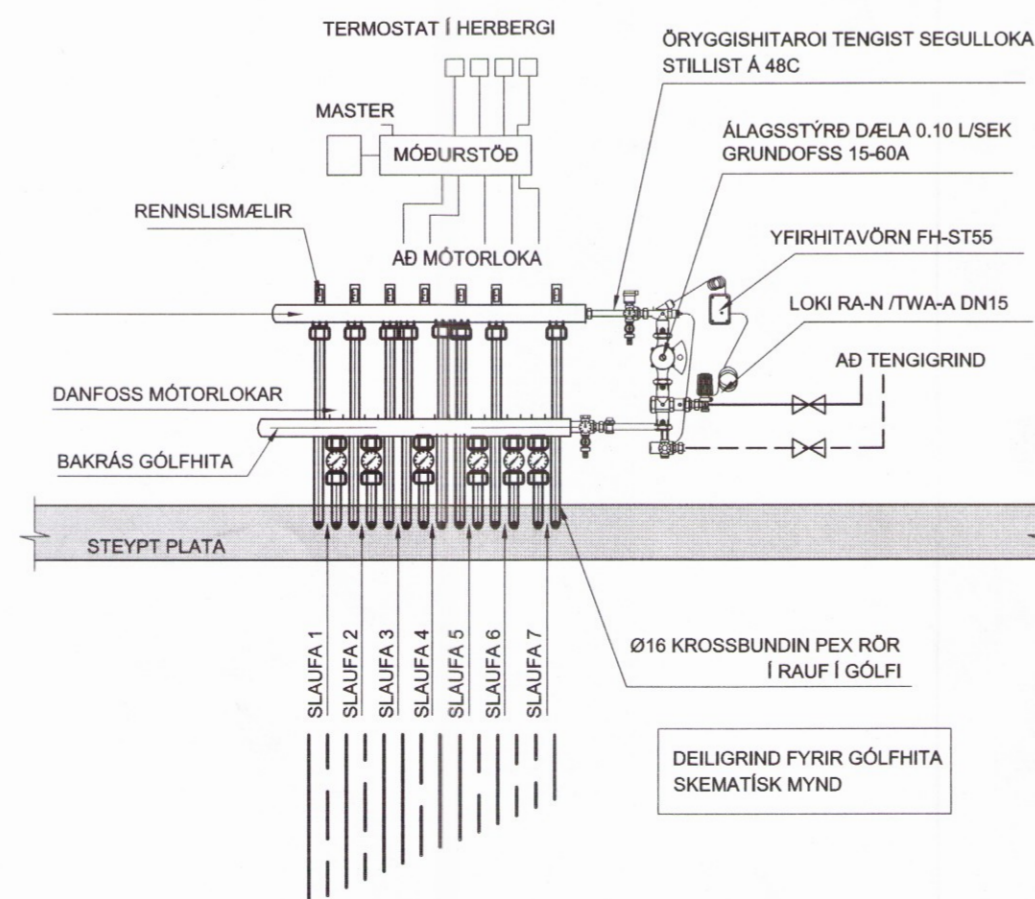 TERMOSTAT Í HERBERGI
MASTER
MÓÐURSTÖÐ
RENNSLISMÆLIR
AÐ MÓTORLOKA
ÖRYGGISHITAROI TENGIST SEGULLOKA
STILLIST Á 48C
ÁLAGSSTÝRÐ DÆLA 0.10 L/SEK
GRUNDOFSS 15-60A
YFIRHITAVÖRN FH-ST55
LOKI RA-N /TWA-A DN15
AÐ TENGIGRIND
DANFOSS MÓTORLOKAR
BAKRÁS GÓLFHITA
STEYPT PLATA
SLAUFA 1
SLAUFA 2
SLAUFA 3
SLAUFA 4
SLAUFA 5
SLAUFA 6
SLAUFA 7
Ø16 KROSSBUNDIN PEX RÖR
Í RAUF Í GÓLFI
DEILIGRIND FYRIR GÓLFHITA
SKEMATÍSK MYND